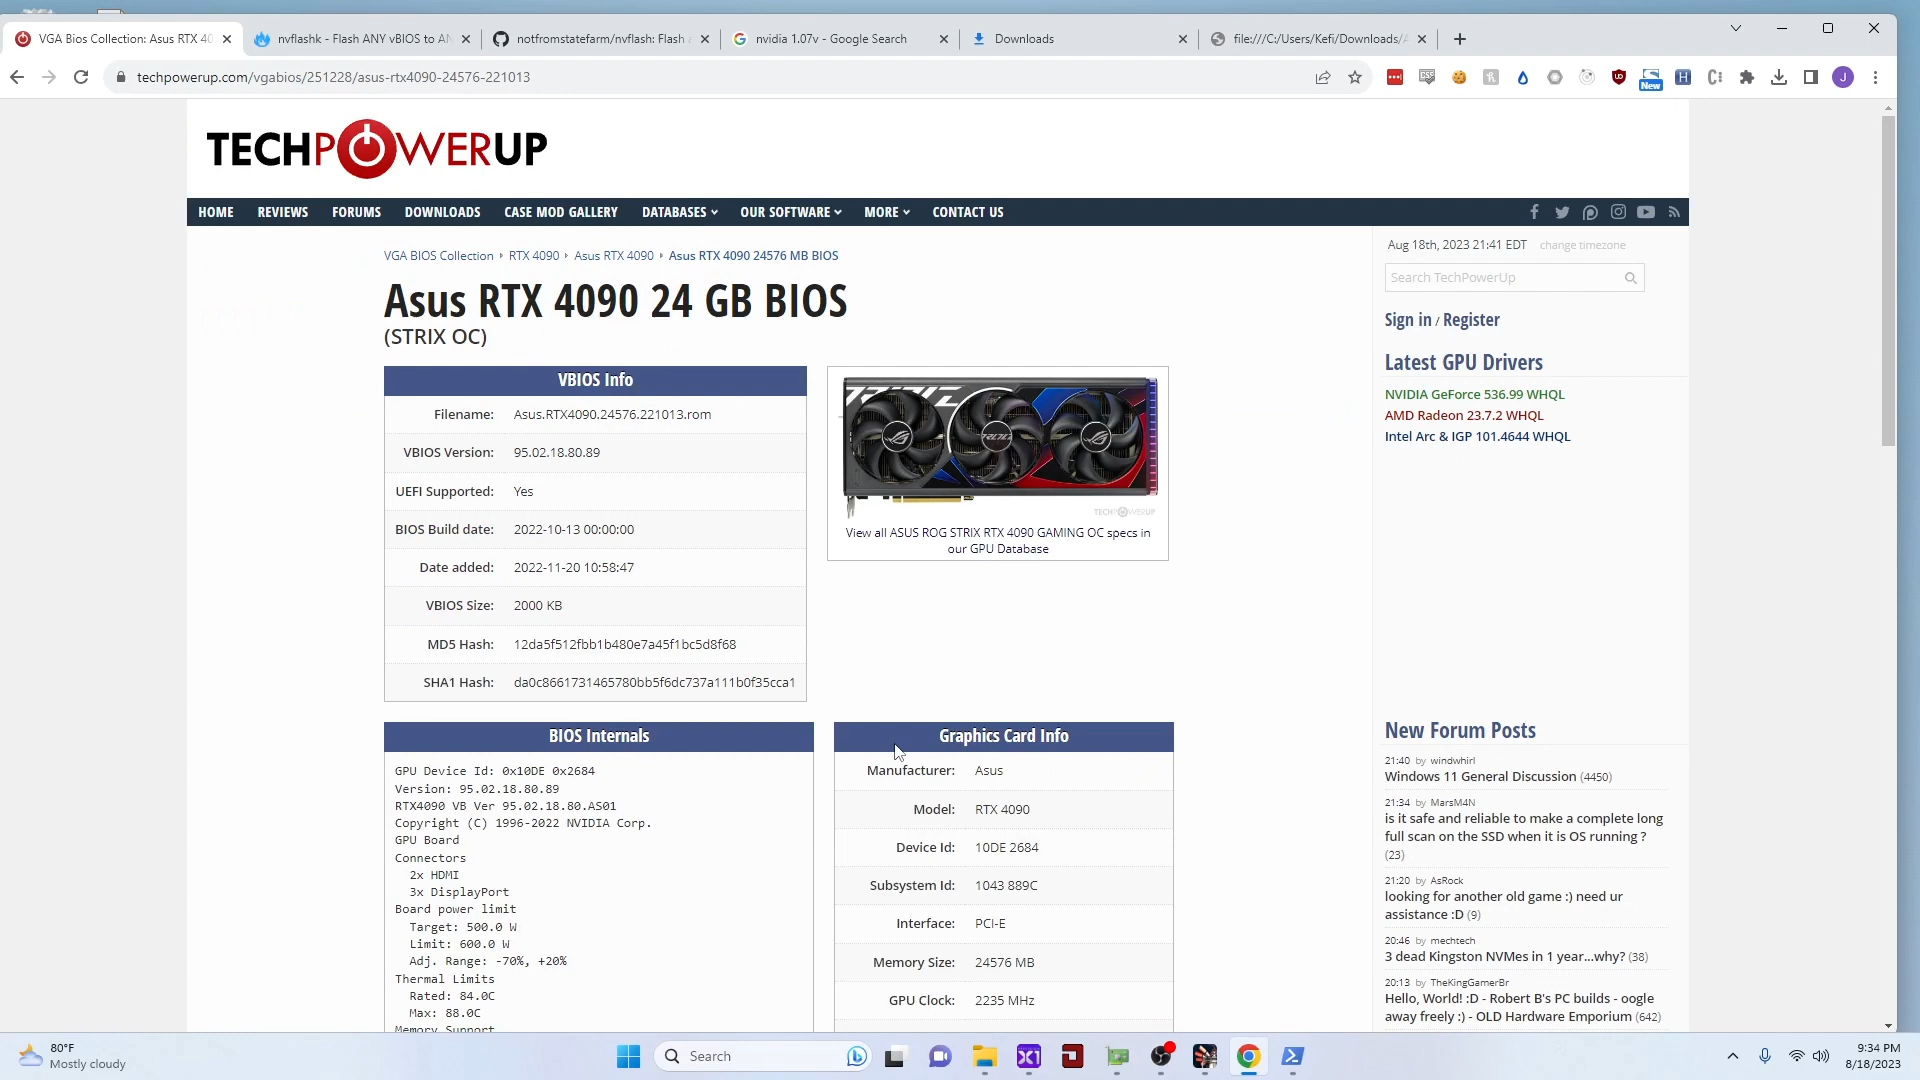 VGA Bios Collection: Asus RTX 40
nvflashk - Flash ANY vBIOS to AN
notfromstatefarm/nvflash: Flash a
nvidia 1.07v - Google Search
Downloads
file:///C:/Users/Kefi/Downloads/A
techpowerup.com/vgabios/251228/asus-rtx4090-24576-221013
New
J
TECHPOWERUP
HOME
REVIEWS
FORUMS
DOWNLOADS
CASE MOD GALLERY
DATABASES
OUR SOFTWARE
MORE
CONTACT US
VGA BIOS Collection
RTX 4090
Asus RTX 4090
Asus RTX 4090 24576 MB BIOS
Asus RTX 4090 24 GB BIOS
(STRIX OC)
VBIOS Info
Filename: Asus.RTX4090.24576.221013.rom
VBIOS Version: 95.02.18.80.89
UEFI Supported: Yes
BIOS Build date: 2022-10-13 00:00:00
Date added: 2022-11-20 10:58:47
VBIOS Size: 2000 KB
MD5 Hash: 12da5f512fbb1b480e7a45f1bc5d8f68
SHA1 Hash: da0c8661731465780bb5f6dc737a111b0f35cca1
TECHPOWERUP
View all ASUS ROG STRIX RTX 4090 GAMING OC specs in
our GPU Database
BIOS Internals
GPU Device Id: 0x10DE 0x2684
Version: 95.02.18.80.89
RTX4090 VB Ver 95.02.18.80.AS01
Copyright (C) 1996-2022 NVIDIA Corp.
GPU Board
Connectors
2x HDMI
3x DisplayPort
Board power limit
Target: 500.0 W
Limit: 600.0 W
Adj. Range: -70%, +20%
Thermal Limits
Rated: 84.0C
Max: 88.0C
Memory Support
Graphics Card Info
Manufacturer: Asus
Model: RTX 4090
Device Id: 10DE 2684
Subsystem Id: 1043 889C
Interface: PCI-E
Memory Size: 24576 MB
GPU Clock: 2235 MHz
Aug 18th, 2023 21:41 EDT change timezone
Search TechPowerUp
Sign in / Register
Latest GPU Drivers
NVIDIA GeForce 536.99 WHQL
AMD Radeon 23.7.2 WHQL
Intel Arc & IGP 101.4644 WHQL
New Forum Posts
21:40 by windwhirl
Windows 11 General Discussion (4450)
21:34 by MarsM4N
is it safe and reliable to make a complete long
full scan on the SSD when it is OS running ?
(23)
21:20 by AsRock
looking for another old game :) need ur
assistance :D (9)
20:46 by mechtech
3 dead Kingston NVMes in 1 year...why? (38)
20:13 by TheKingGamerBr
Hello, World! :D - Robert B's PC builds - oogle
away freely :) - OLD Hardware Emporium (642)
80°F
Mostly cloudy
Search
9:34 PM
8/18/2023